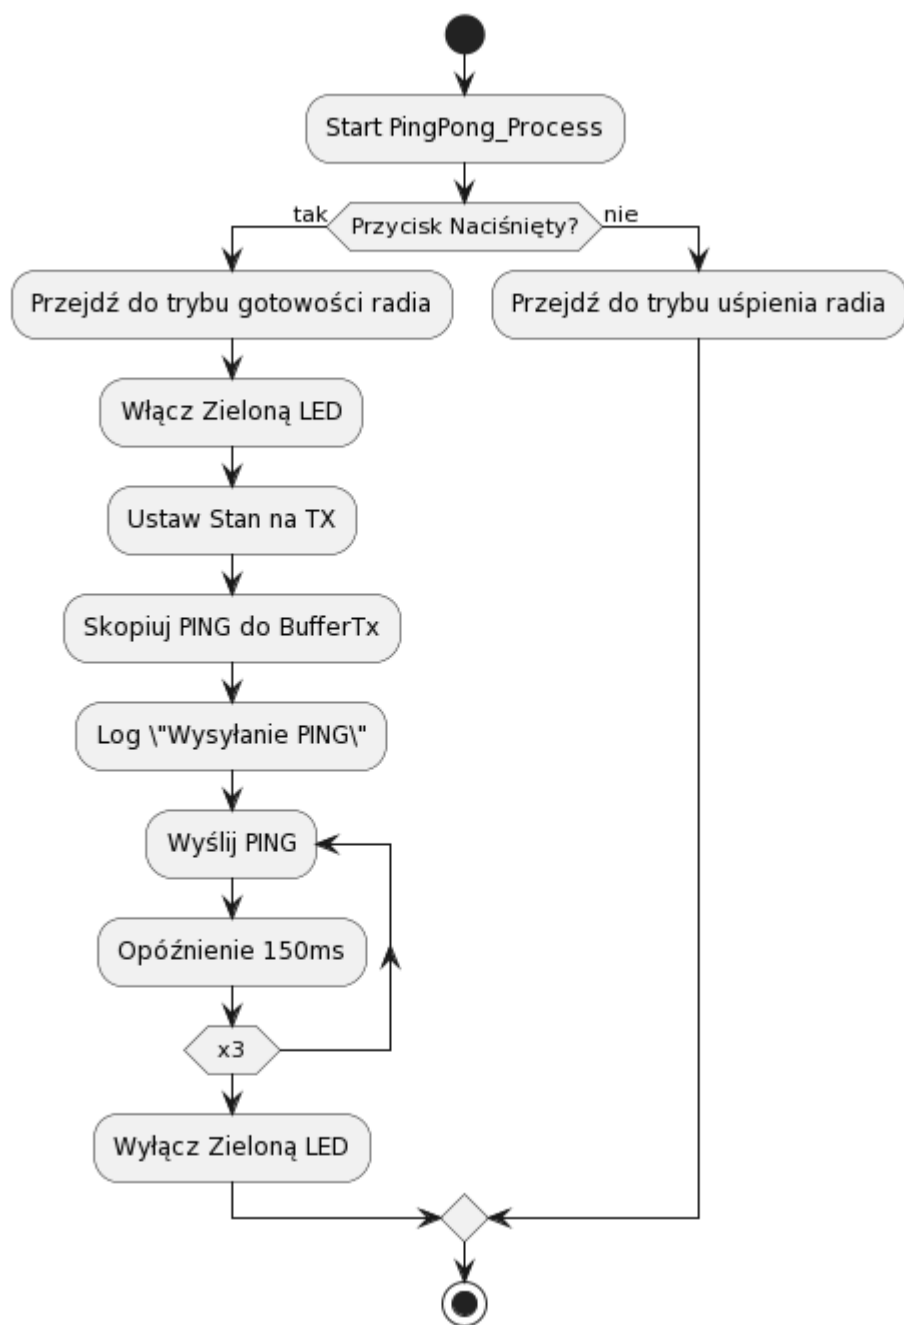 Start PingPong_Process
tak
Przycisk Naciśnięty?
nie
Przejdź do trybu gotowości radia
Przejdź do trybu uśpienia radia
Włącz Zieloną LED
Ustaw Stan na TX
Skopiuj PING do BufferTx
Log \"Wysyłanie PING\"
Wyślij PING
Opóźnienie 150ms
x3
Wyłącz Zieloną LED